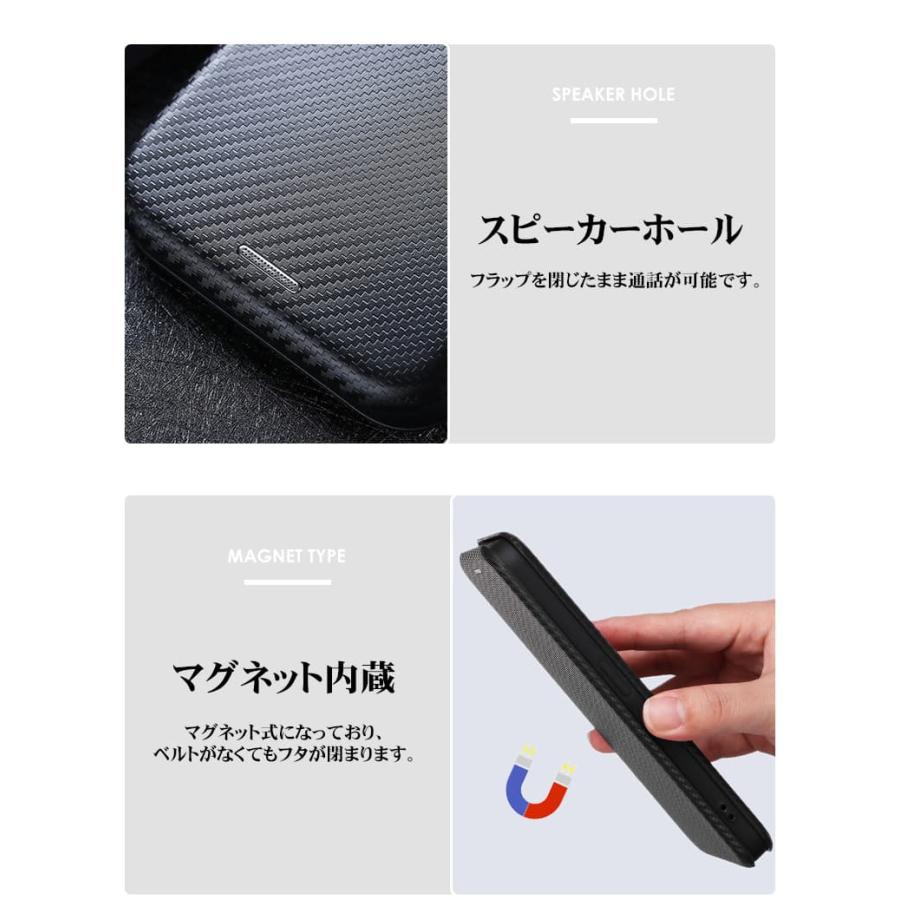 SPEAKER HOLE
スピーカーホール
フラップを閉じたまま通話が可能です。
MAGNET TYPE
マグネット内蔵
マグネット式になっており、
ベルトがなくてもフタが閉まります。